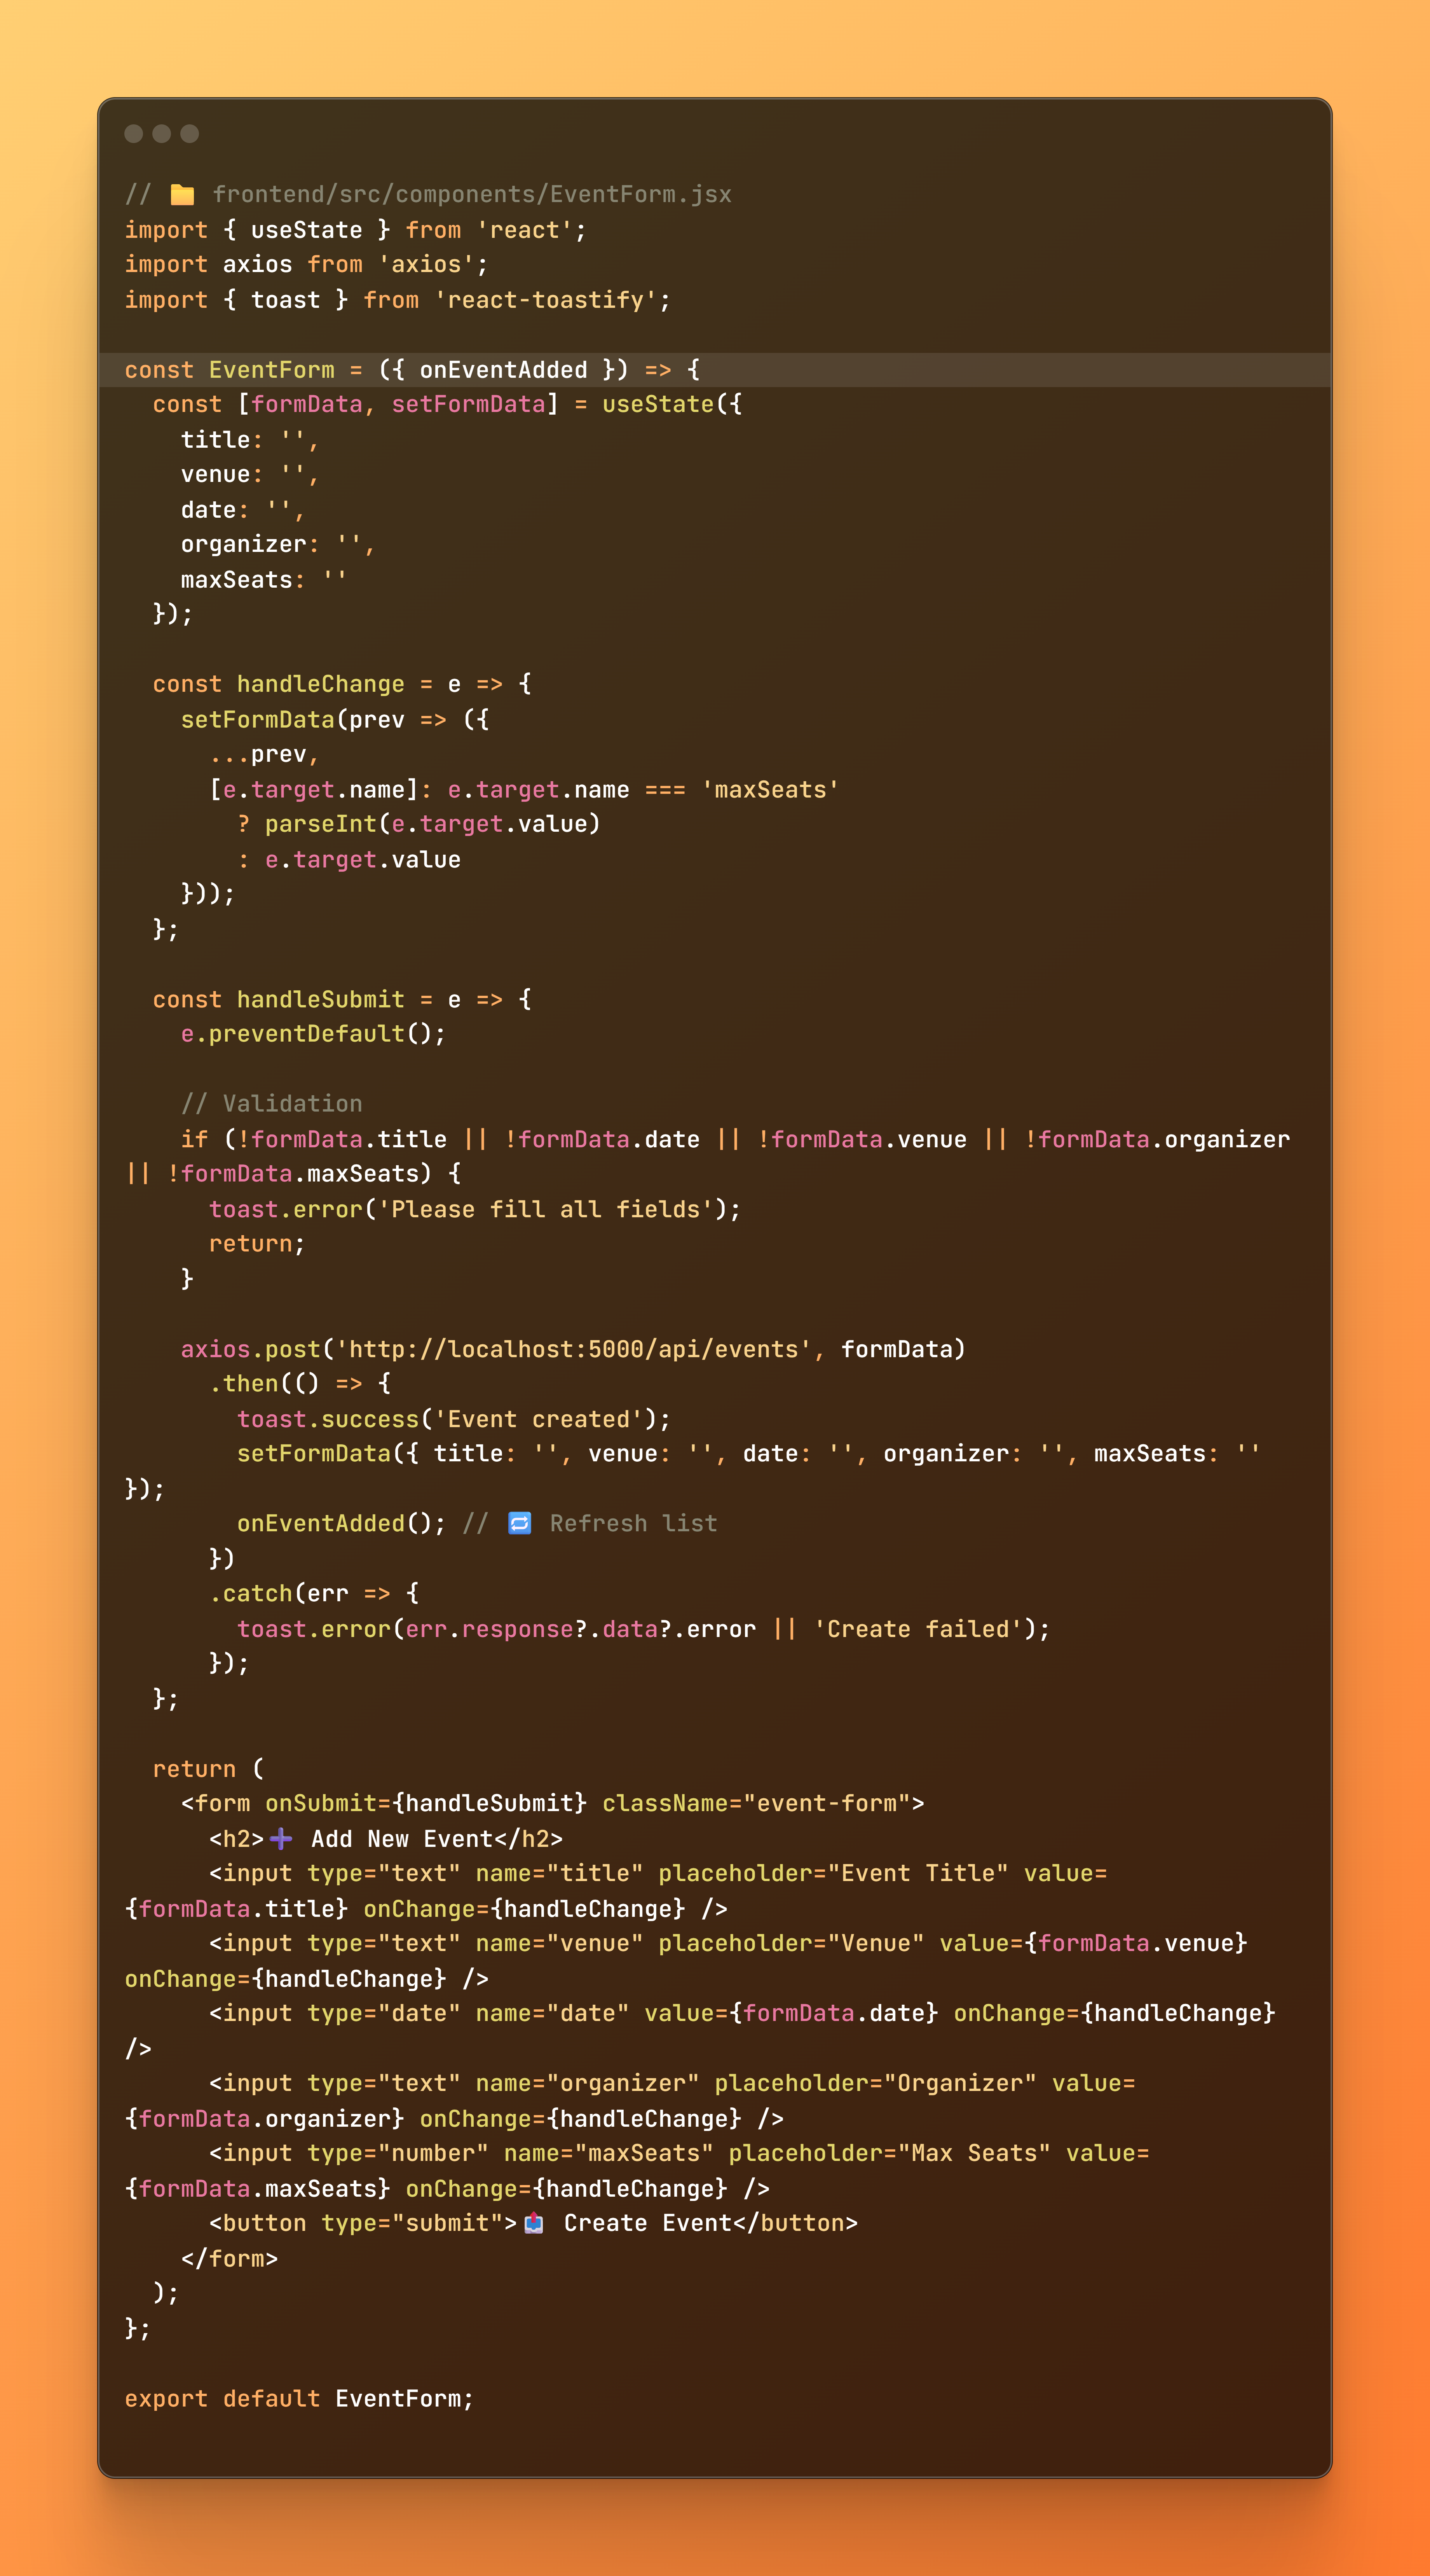 // 📁 frontend/src/components/EventForm.jsx
import { useState } from 'react';
import axios from 'axios';
import { toast } from 'react-toastify';

const EventForm = ({ onEventAdded }) => {
  const [formData, setFormData] = useState({
    title: '',
    venue: '',
    date: '',
    organizer: '',
    maxSeats: ''
  });

  const handleChange = e => {
    setFormData(prev => ({
      ...prev,
      [e.target.name]: e.target.name === 'maxSeats'
        ? parseInt(e.target.value)
        : e.target.value
    }));
  };

  const handleSubmit = e => {
    e.preventDefault();

    // Validation
    if (!formData.title || !formData.date || !formData.venue || !formData.organizer
|| !formData.maxSeats) {
      toast.error('Please fill all fields');
      return;
    }

    axios.post('http://localhost:5000/api/events', formData)
      .then(() => {
        toast.success('Event created');
        setFormData({ title: '', venue: '', date: '', organizer: '', maxSeats: ''
});
        onEventAdded(); // 🔁 Refresh list
      })
      .catch(err => {
        toast.error(err.response?.data?.error || 'Create failed');
      });
  };

  return (
    <form onSubmit={handleSubmit} className="event-form">
      <h2>➕ Add New Event</h2>
      <input type="text" name="title" placeholder="Event Title" value=
{formData.title} onChange={handleChange} />
      <input type="text" name="venue" placeholder="Venue" value={formData.venue}
onChange={handleChange} />
      <input type="date" name="date" value={formData.date} onChange={handleChange}
/>
      <input type="text" name="organizer" placeholder="Organizer" value=
{formData.organizer} onChange={handleChange} />
      <input type="number" name="maxSeats" placeholder="Max Seats" value=
{formData.maxSeats} onChange={handleChange} />
      <button type="submit">📤 Create Event</button>
    </form>
  );
};

export default EventForm;